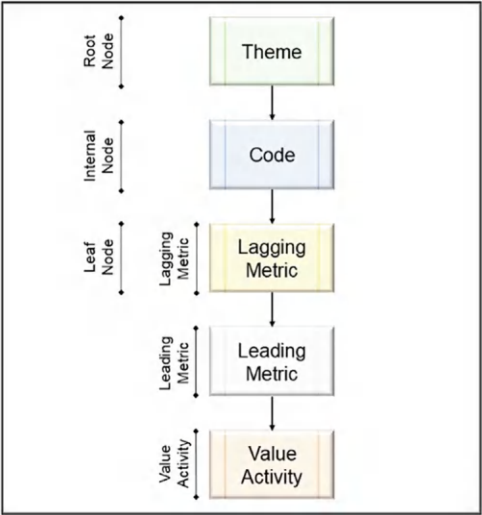 Root
Node
Theme
Internal
Node
Code
Leaf
Node
Lagging
Metric
Lagging
Metric
Leading
Metric
Leading
Metric
Value
Activity
Value
Activity